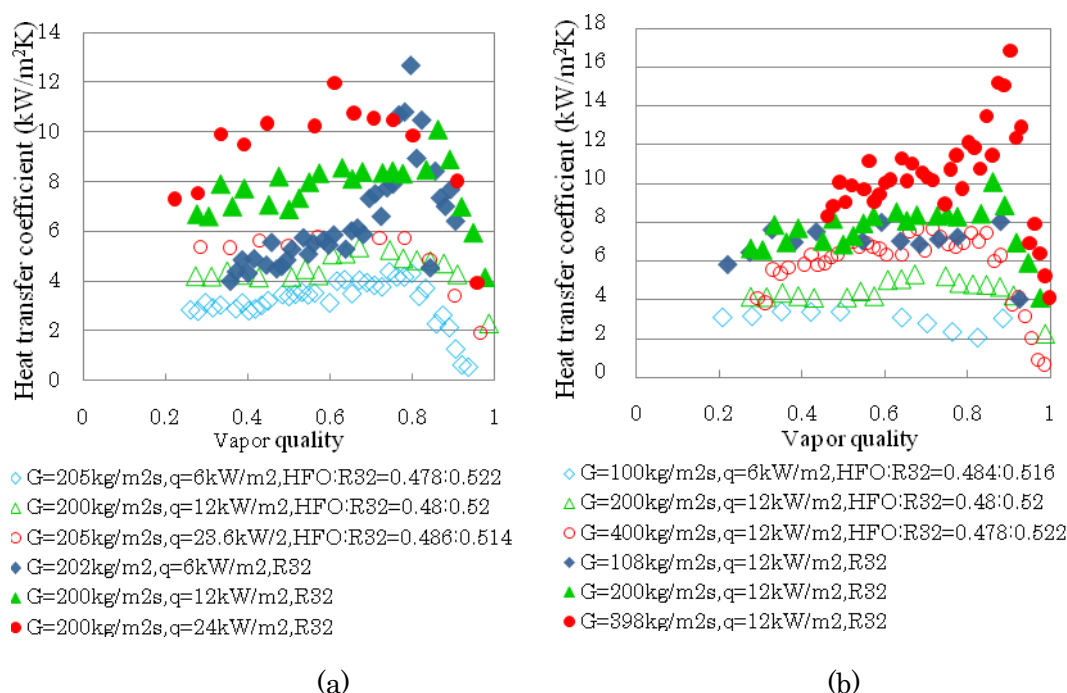 Heat transfer coefficient (kW/m²K)
14
12
10
8
6
4
2
0
0
0.2
0.4
0.6
0.8
1
Vapor quality
G=205kg/m2s,q=6kW/m2,HFO:R32=0.478:0.522
G=200kg/m2s,q=12kW/m2,HFO:R32=0.48:0.52
G=205kg/m2s,q=23.6kW/2,HFO:R32=0.486:0.514
G=202kg/m2,q=6kW/m2,R32
G=200kg/m2s,q=12kW/m2,R32
G=200kg/m2s,q=24kW/m2,R32
(a)
Heat transfer coefficient (kW/m²K)
18
16
14
12
10
8
6
4
2
0
0
0.2
0.4
0.6
0.8
1
Vapor quality
G=100kg/m2s,q=6kW/m2,HFO:R32=0.484:0.516
G=200kg/m2s,q=12kW/m2,HFO:R32=0.48:0.52
G=400kg/m2s,q=12kW/m2,HFO:R32=0.478:0.522
G=108kg/m2s,q=12kW/m2,R32
G=200kg/m2s,q=12kW/m2,R32
G=398kg/m2s,q=12kW/m2,R32
(b)